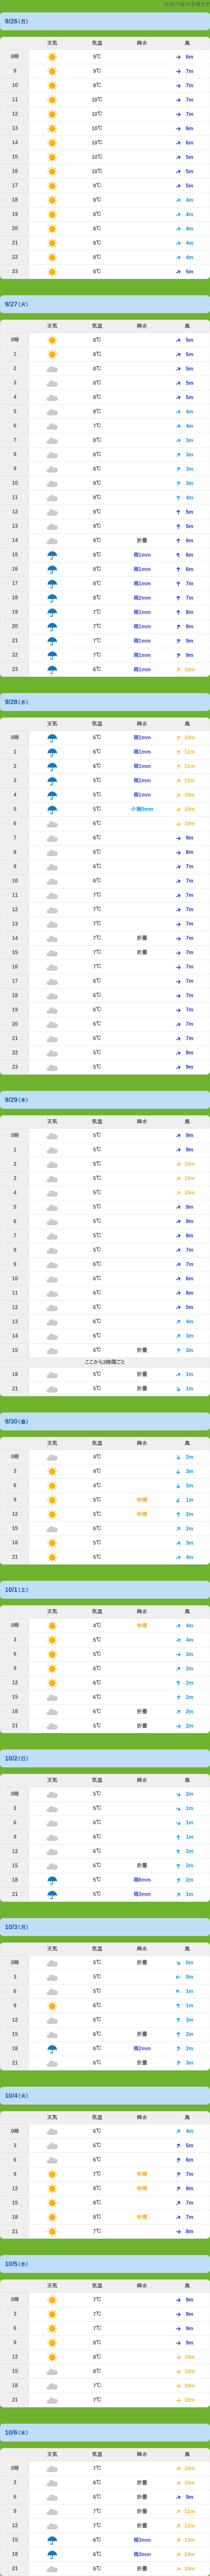 9/26(月)
天気 気温 降水 風
8時 9℃ 6m
9 9℃ 7m
10 9℃ 7m
11 10℃ 7m
12 10℃ 7m
13 10℃ 6m
14 10℃ 6m
15 10℃ 5m
16 10℃ 5m
17 9℃ 5m
18 9℃ 4m
19 8℃ 4m
20 8℃ 4m
21 8℃ 4m
22 8℃ 4m
23 8℃ 5m
9/27(火)
天気 気温 降水 風
0時 8℃ 5m
1 8℃ 5m
2 8℃ 5m
3 8℃ 5m
4 8℃ 5m
5 8℃ 4m
6 7℃ 4m
7 8℃ 3m
8 8℃ 3m
9 8℃ 3m
10 9℃ 3m
11 9℃ 4m
12 9℃ 5m
13 9℃ 5m
14 9℃ 折畳 6m
15 8℃ 雨1mm 6m
16 8℃ 雨1mm 6m
17 8℃ 雨1mm 7m
18 8℃ 雨2mm 7m
19 7℃ 雨1mm 8m
20 7℃ 雨1mm 8m
21 7℃ 雨1mm 9m
22 7℃ 雨1mm 9m
23 6℃ 雨1mm 10m
9/28(水)
天気 気温 降水 風
0時 6℃ 雨1mm 10m
1 6℃ 雨1mm 11m
2 6℃ 雨1mm 11m
3 5℃ 雨1mm 11m
4 5℃ 雨1mm 10m
5 5℃ 小雨0mm 10m
6 6℃ 10m
7 6℃ 9m
8 6℃ 8m
9 6℃ 7m
10 6℃ 7m
11 7℃ 7m
12 7℃ 7m
13 7℃ 7m
14 7℃ 折畳 7m
15 7℃ 折畳 7m
16 7℃ 7m
17 6℃ 7m
18 6℃ 7m
19 6℃ 7m
20 6℃ 7m
21 6℃ 7m
22 5℃ 8m
23 5℃ 9m
9/29(木)
天気 気温 降水 風
0時 5℃ 9m
1 5℃ 9m
2 5℃ 10m
3 5℃ 10m
4 5℃ 10m
5 5℃ 9m
6 5℃ 9m
7 5℃ 8m
8 5℃ 7m
9 6℃ 7m
10 6℃ 6m
11 6℃ 6m
12 6℃ 5m
13 6℃ 4m
14 6℃ 3m
15 6℃ 折畳 3m
ここから3時間ごと
18 5℃ 折畳 1m
21 5℃ 折畳 1m
9/30(金)
天気 気温 降水 風
0時 4℃ 2m
3 4℃ 3m
6 4℃ 3m
9 5℃ 快晴 1m
12 5℃ 快晴 2m
15 6℃ 2m
18 5℃ 3m
21 5℃ 4m
10/1(土)
天気 気温 降水 風
0時 4℃ 快晴 4m
3 5℃ 4m
6 5℃ 3m
9 6℃ 2m
12 6℃ 2m
15 6℃ 2m
18 6℃ 折畳 2m
21 5℃ 折畳 2m
10/2(日)
天気 気温 降水 風
0時 5℃ 2m
3 5℃ 1m
6 6℃ 1m
9 6℃ 1m
12 6℃ 2m
15 6℃ 折畳 2m
18 5℃ 雨6mm 2m
21 5℃ 雨3mm 1m
10/3(月)
天気 気温 降水 風
0時 5℃ 折畳 0m
3 5℃ 0m
6 5℃ 1m
9 6℃ 1m
12 6℃ 3m
15 6℃ 折畳 2m
18 6℃ 雨2mm 2m
21 6℃ 折畳 3m
10/4(火)
天気 気温 降水 風
0時 6℃ 4m
3 6℃ 5m
6 6℃ 6m
9 7℃ 快晴 7m
12 8℃ 快晴 8m
15 8℃ 7m
18 8℃ 快晴 7m
21 7℃ 8m
10/5(水)
天気 気温 降水 風
0時 7℃ 9m
3 7℃ 9m
6 7℃ 9m
9 8℃ 9m
12 8℃ 10m
15 8℃ 10m
18 7℃ 10m
21 7℃ 10m
10/6(木)
天気 気温 降水 風
0時 7℃ 10m
3 6℃ 折畳 10m
6 6℃ 折畳 9m
9 7℃ 折畳 11m
12 7℃ 折畳 12m
15 6℃ 雨3mm 13m
18 6℃ 雨3mm 14m
21 6℃ 折畳 14m